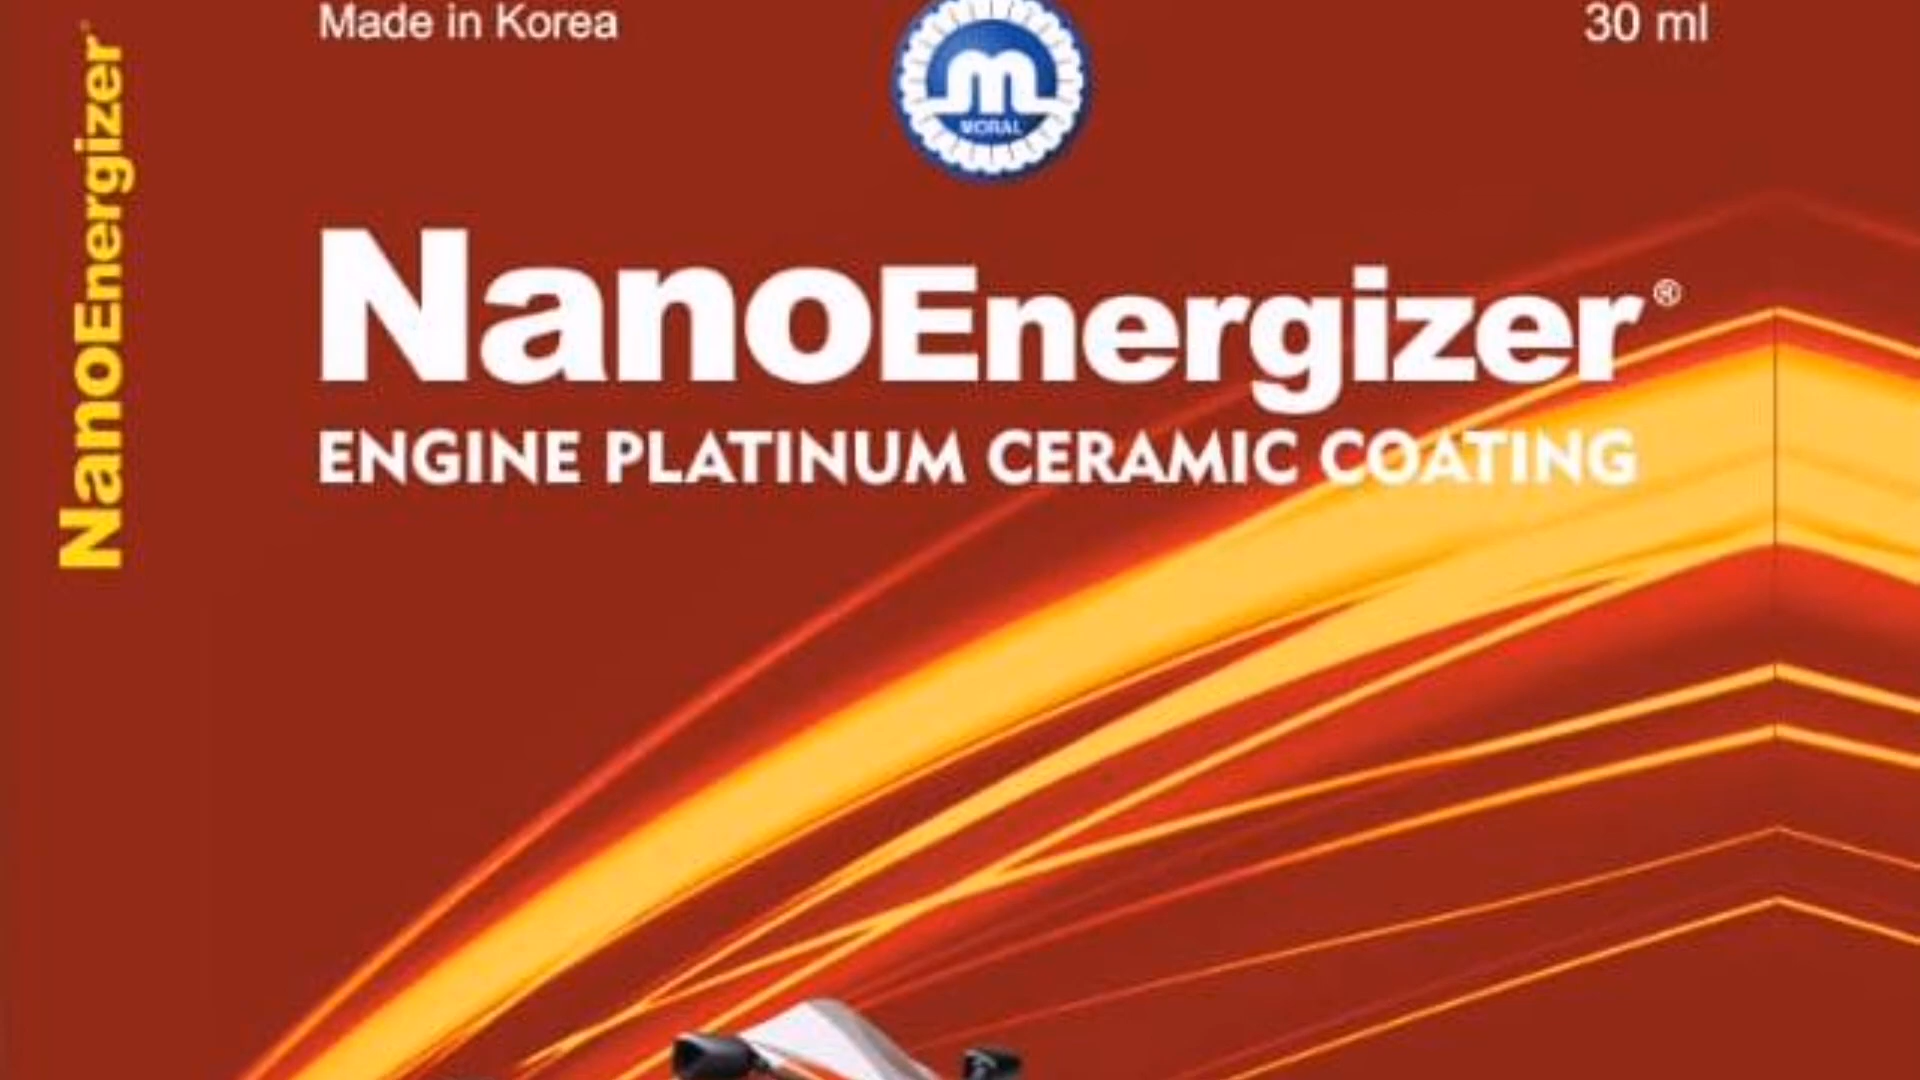 Made in Korea
30 ml
m
MORAL
NanoEnergizer®
ENGINE PLATINUM CERAMIC COATING
NanoEnergizer